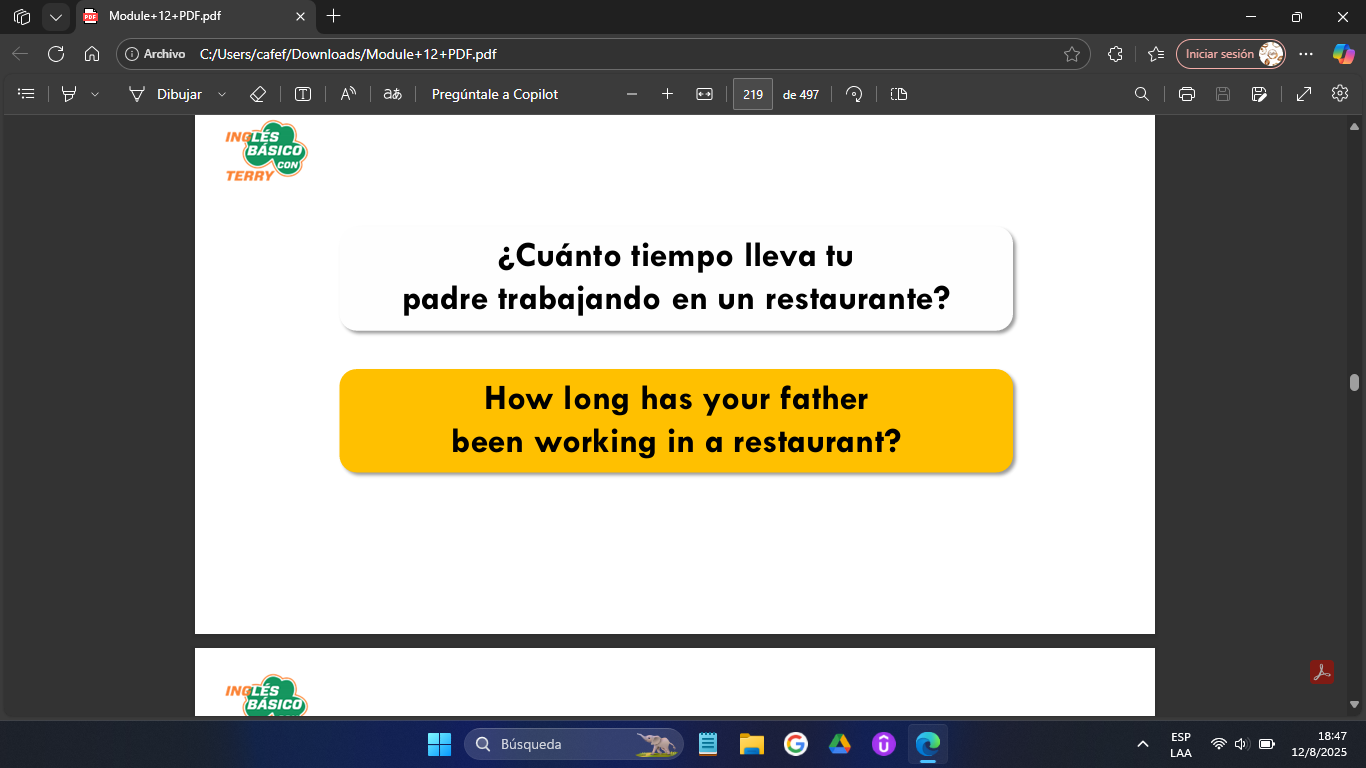 Module+12+PDF.pdf
Archivo C:/Users/cafef/Downloads/Module+12+PDF.pdf Iniciar sesión
Dibujar Pregúntale a Copilot 219 de 497
INGLÉS
BÁSICO
CON
TERRY
¿Cuánto tiempo lleva tu
padre trabajando en un restaurante?
How long has your father
been working in a restaurant?
INGLÉS
BÁSICO
Búsqueda
ESP
LAA
18:47
12/8/2025